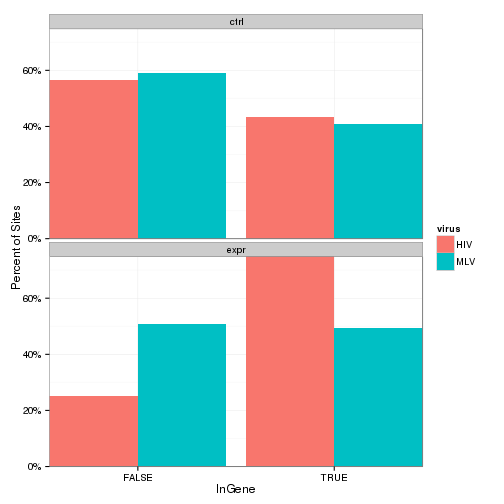 ctrl
60%
40%
20%
0%
expr
60%
40%
20%
0%
FALSE
TRUE
InGene
Percent of Sites
virus
HIV
MLV